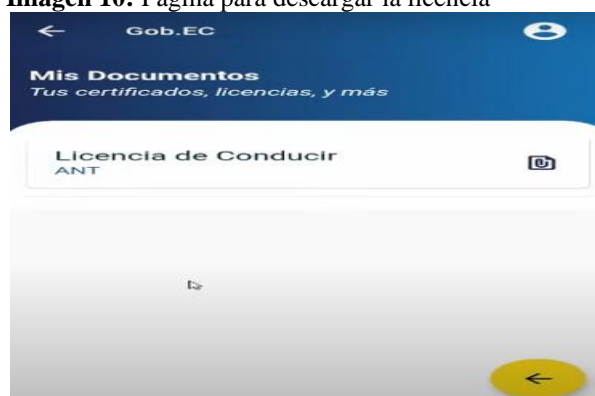 Imagen 10: Página para descargar la licencia
Gob.EC
Mis Documentos
Tus certificados, licencias, y más
Licencia de Conducir
ANT